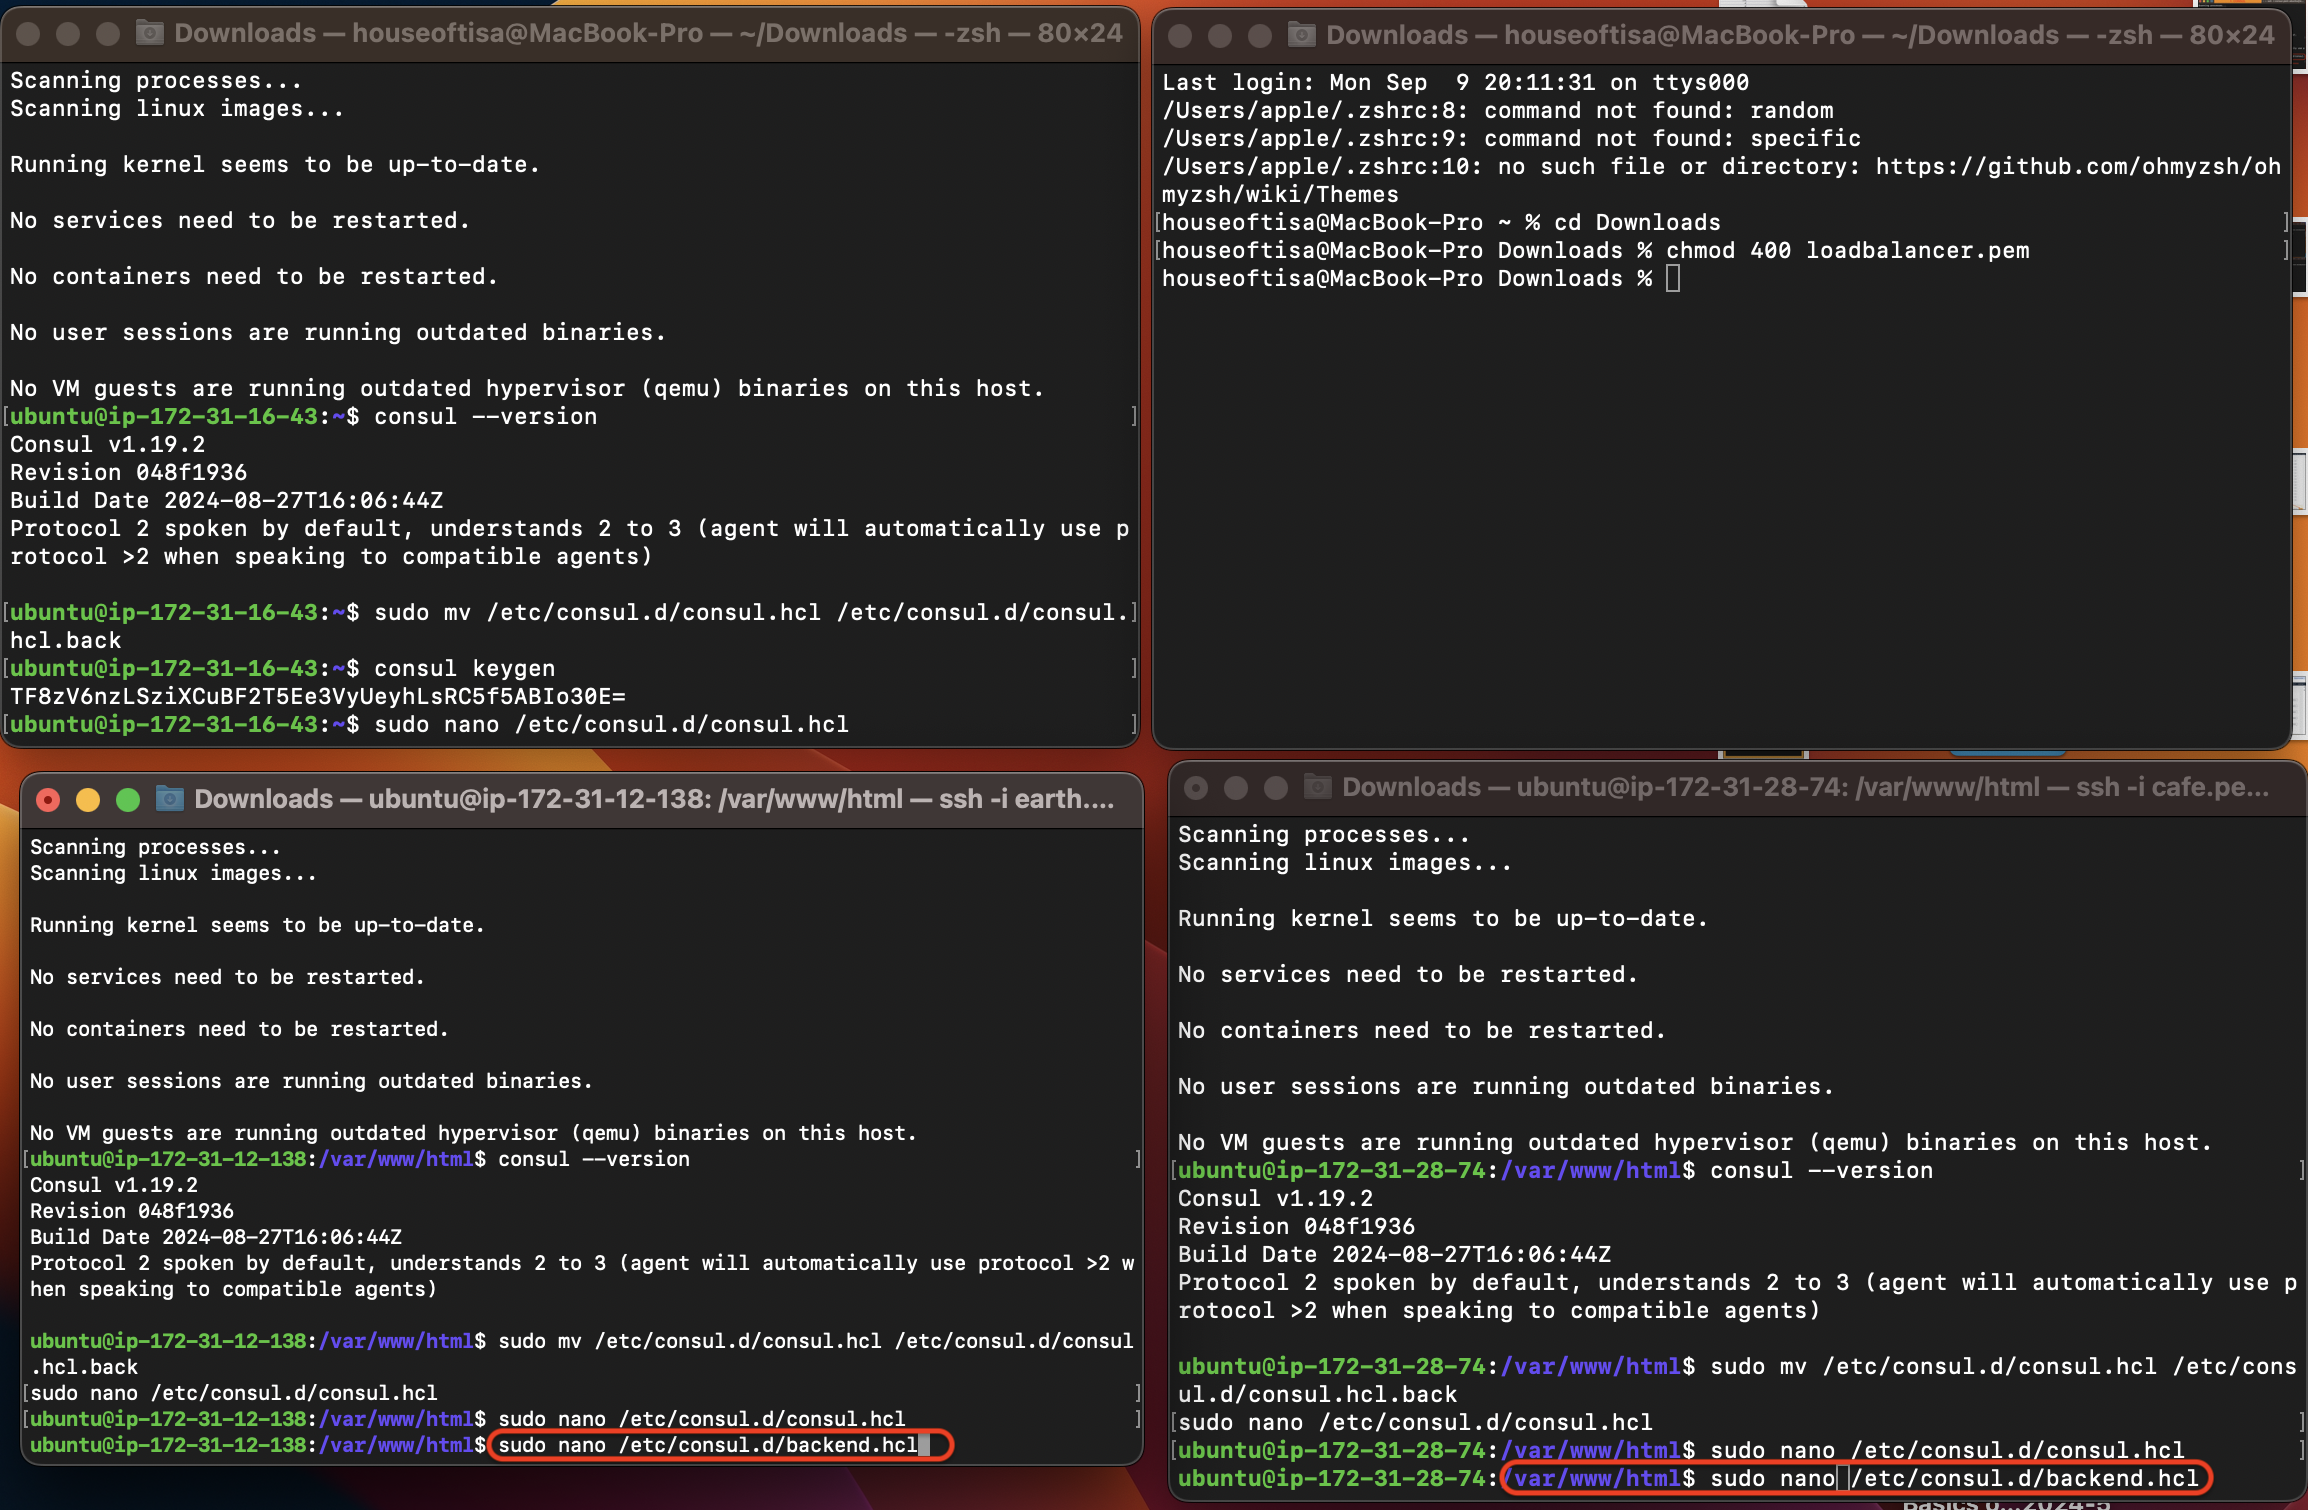 Downloads — houseoftisa@MacBook-Pro — ~/Downloads — -zsh — 80×24
Scanning processes...
Scanning linux images...
Running kernel seems to be up-to-date.
No services need to be restarted.
No containers need to be restarted.
No user sessions are running outdated binaries.
No VM guests are running outdated hypervisor (qemu) binaries on this host.
[ubuntu@ip-172-31-16-43:~$ consul --version ]
Consul v1.19.2
Revision 048f1936
Build Date 2024-08-27T16:06:44Z
Protocol 2 spoken by default, understands 2 to 3 (agent will automatically use p
rotocol >2 when speaking to compatible agents)
[ubuntu@ip-172-31-16-43:~$ sudo mv /etc/consul.d/consul.hcl /etc/consul.d/consul.]
hcl.back
[ubuntu@ip-172-31-16-43:~$ consul keygen ]
TF8zV6nzLSziXCuBF2T5Ee3VyUeyhLsRC5f5ABIo30E=
[ubuntu@ip-172-31-16-43:~$ sudo nano /etc/consul.d/consul.hcl ]
Downloads — houseoftisa@MacBook-Pro — ~/Downloads — -zsh — 80×24
Last login: Mon Sep  9 20:11:31 on ttys000
/Users/apple/.zshrc:8: command not found: random
/Users/apple/.zshrc:9: command not found: specific
/Users/apple/.zshrc:10: no such file or directory: https://github.com/ohmyzsh/oh
myzsh/wiki/Themes
[houseoftisa@MacBook-Pro ~ % cd Downloads ]
[houseoftisa@MacBook-Pro Downloads % chmod 400 loadbalancer.pem ]
houseoftisa@MacBook-Pro Downloads %
Downloads — ubuntu@ip-172-31-12-138: /var/www/html — ssh -i earth....
Scanning processes...
Scanning linux images...
Running kernel seems to be up-to-date.
No services need to be restarted.
No containers need to be restarted.
No user sessions are running outdated binaries.
No VM guests are running outdated hypervisor (qemu) binaries on this host.
[ubuntu@ip-172-31-12-138:/var/www/html$ consul --version ]
Consul v1.19.2
Revision 048f1936
Build Date 2024-08-27T16:06:44Z
Protocol 2 spoken by default, understands 2 to 3 (agent will automatically use protocol >2 w
hen speaking to compatible agents)
ubuntu@ip-172-31-12-138:/var/www/html$ sudo mv /etc/consul.d/consul.hcl /etc/consul.d/consul
.hcl.back
[sudo nano /etc/consul.d/consul.hcl ]
[ubuntu@ip-172-31-12-138:/var/www/html$ sudo nano /etc/consul.d/consul.hcl ]
ubuntu@ip-172-31-12-138:/var/www/html$ sudo nano /etc/consul.d/backend.hcl
Downloads — ubuntu@ip-172-31-28-74: /var/www/html — ssh -i cafe.pe...
Scanning processes...
Scanning linux images...
Running kernel seems to be up-to-date.
No services need to be restarted.
No containers need to be restarted.
No user sessions are running outdated binaries.
No VM guests are running outdated hypervisor (qemu) binaries on this host.
[ubuntu@ip-172-31-28-74:/var/www/html$ consul --version ]
Consul v1.19.2
Revision 048f1936
Build Date 2024-08-27T16:06:44Z
Protocol 2 spoken by default, understands 2 to 3 (agent will automatically use p
rotocol >2 when speaking to compatible agents)
ubuntu@ip-172-31-28-74:/var/www/html$ sudo mv /etc/consul.d/consul.hcl /etc/cons
ul.d/consul.hcl.back
[sudo nano /etc/consul.d/consul.hcl ]
[ubuntu@ip-172-31-28-74:/var/www/html$ sudo nano /etc/consul.d/consul.hcl ]
ubuntu@ip-172-31-28-74:/var/www/html$ sudo nano /etc/consul.d/backend.hcl